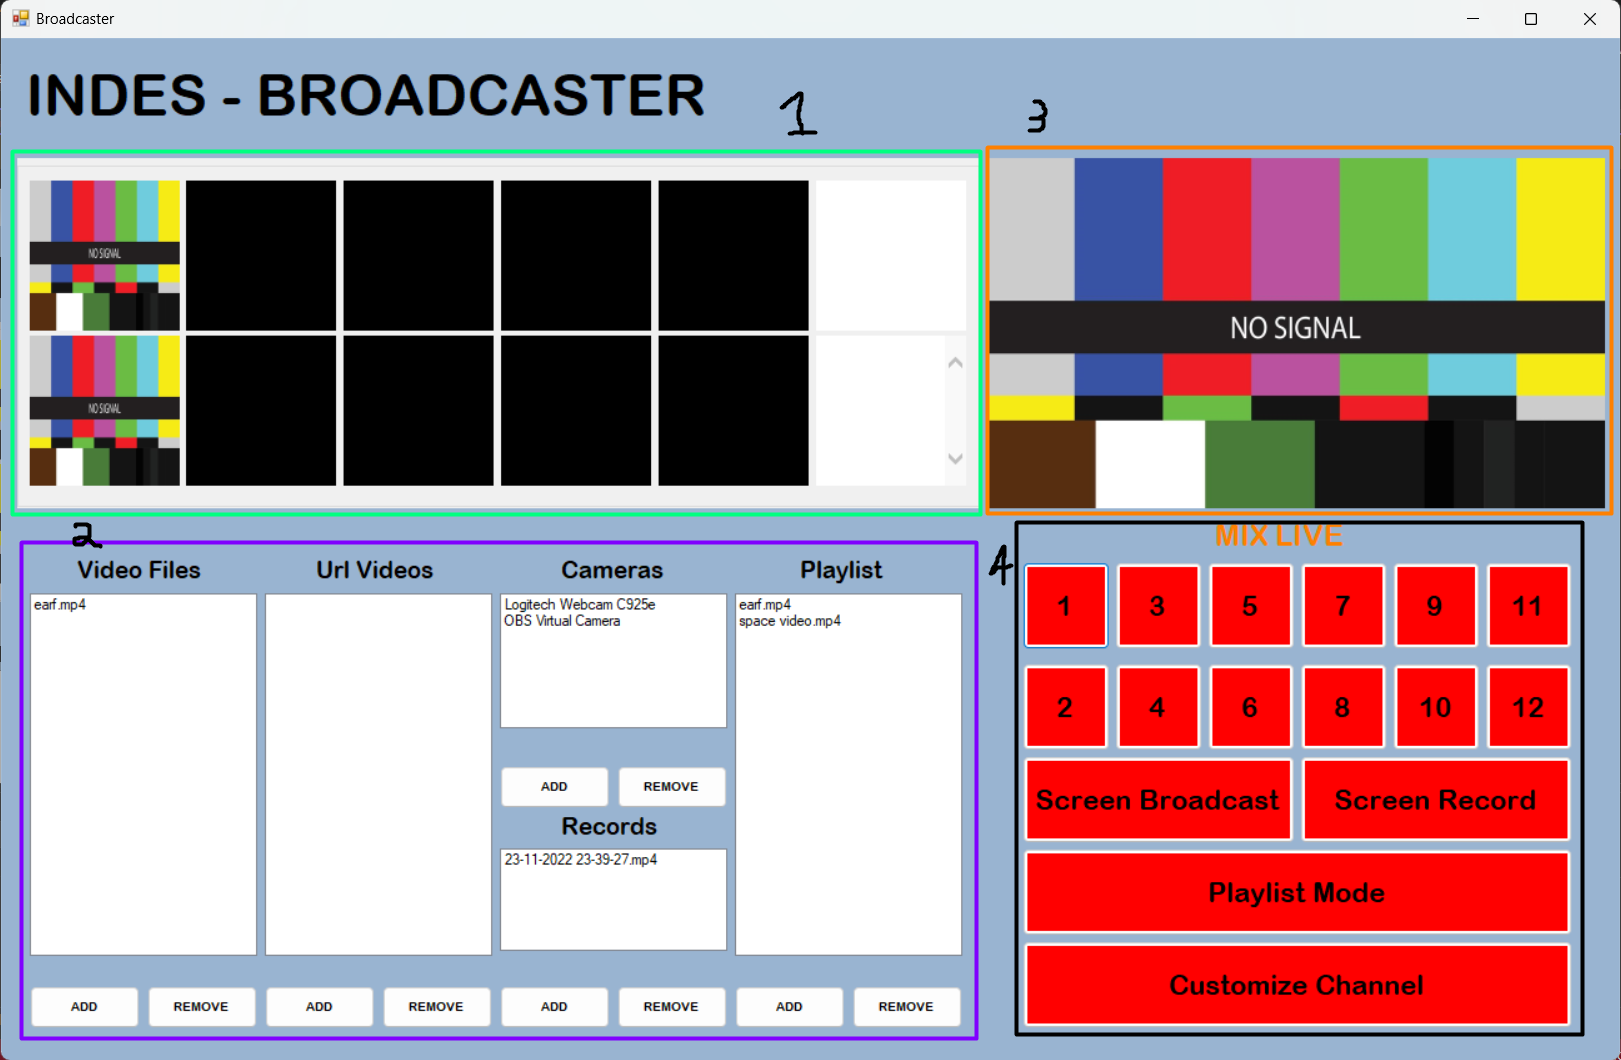 Broadcaster
INDES - BROADCASTER
1
3
NO SIGNAL
NO SIGNAL
NO SIGNAL
2
Video Files
Url Videos
Cameras
Playlist
earf.mp4
Logitech Webcam C925e
OBS Virtual Camera
earf.mp4
space video.mp4
ADD
REMOVE
Records
23-11-2022 23-39-27.mp4
ADD
REMOVE
ADD
REMOVE
ADD
REMOVE
ADD
REMOVE
4
MIX LIVE
1
3
5
7
9
11
2
4
6
8
10
12
Screen Broadcast
Screen Record
Playlist Mode
Customize Channel